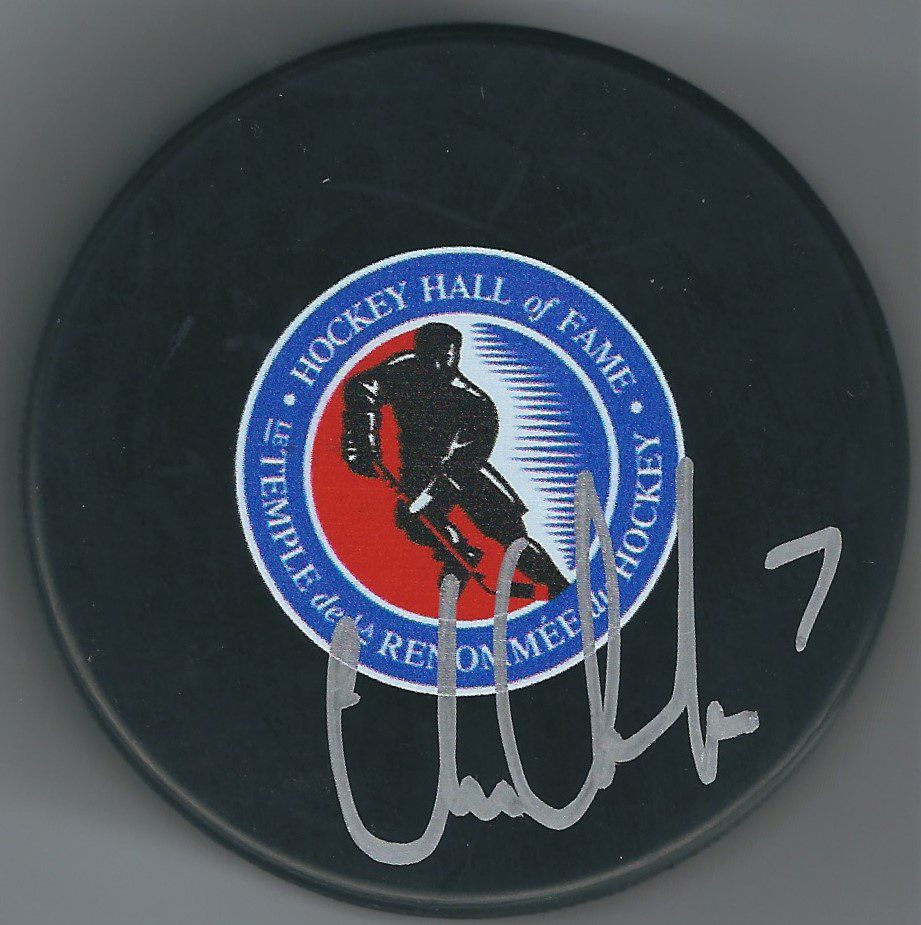 • HOCKEY HALL of FAME •
LE TEMPLE de LA RENOMMÉE du HOCKEY
7